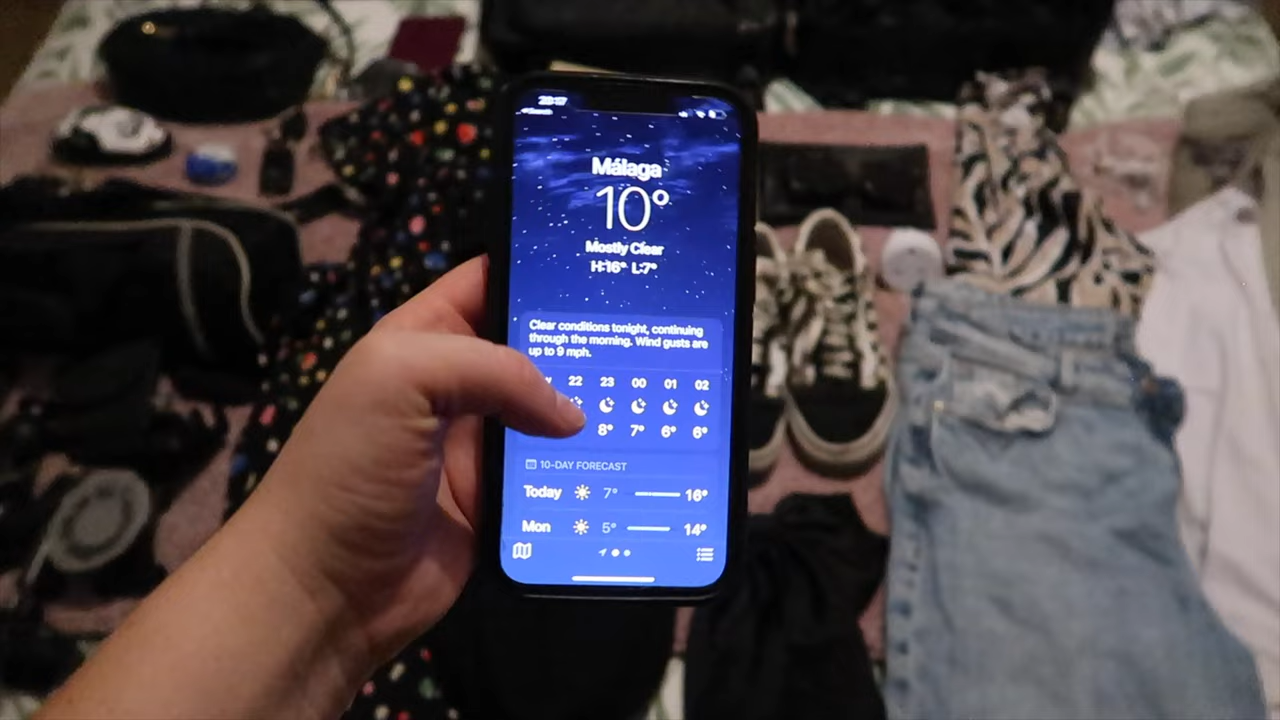 Málaga
10°
Mostly Clear
H:16° L:7°
Clear conditions tonight, continuing
through the morning. Wind gusts are
up to 9 mph.
22 23 00 01 02
8° 7° 6° 6°
10-DAY FORECAST
Today 7° 16°
Mon 5° 14°